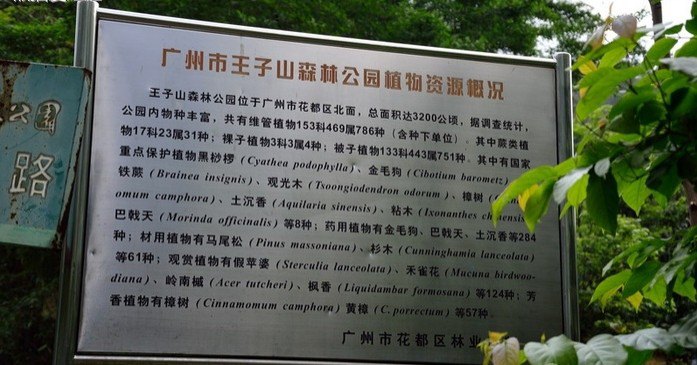 公园
路
广州市王子山森林公园植物资源概况
王子山森林公园位于广州市花都区北面，总面积达3200公顷，据调查统计，
公园内物种丰富，共有维管植物153科469属786种（含种下单位）。其中蕨类植
物17科23属31种；裸子植物3科3属4种；被子植物133科443属751种。其中有国家
重点保护植物黑桫椤（Cyathea podophylla）、金毛狗（Cibotium barometz）
铁蕨（Brainea insignis）、观光木（Tsoongiodendron odorum）、樟树（
omum camphora）、土沉香（Aquilaria sinensis）、粘木（Ixonanthes chinensis
巴戟天（Morinda officinalis）等8种；药用植物有金毛狗、巴戟天、土沉香等284
种；材用植物有马尾松（Pinus massoniana）、杉木（Cunninghamia lanceolata）
等61种；观赏植物有假苹婆（Sterculia lanceolata）、禾雀花（Mucuna birdwoo-
diana）、岭南槭（Acer tutcheri）、枫香（Liquidambar formosana）等124种；芳
香植物有樟树（Cinnamomum camphora）黄樟（C. porrectum）等57种。
广州市花都区林业